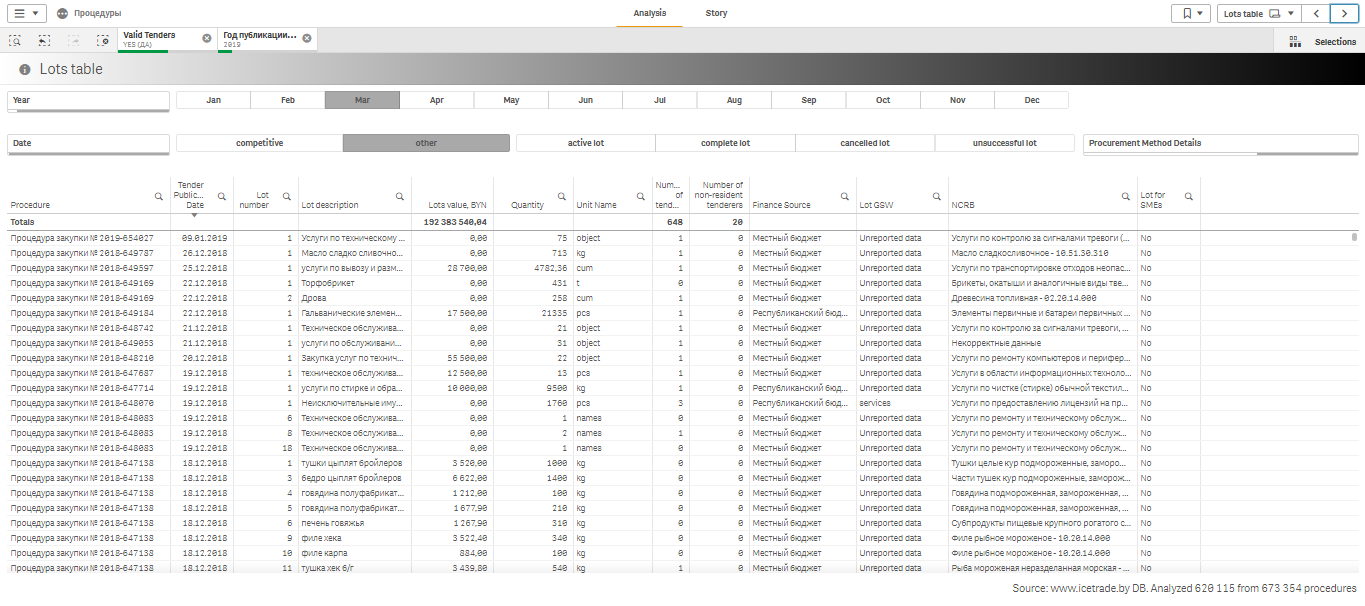 Процедуры Analysis Story Lots table
Valid Tenders Год публикации...
YES (ДА) 2019 Selections
Lots table
Year Jan Feb Mar Apr May Jun Jul Aug Sep Oct Nov Dec
Date competitive other active lot complete lot cancelled lot unsuccessful lot Procurement Method Details
Procedure Tender Public... Date Lot number Lot description Lots value, BYN Quantity Unit Name Num... of tend... Number of non-resident tenderers Finance Source Lot GSW NCRB Lot for SMEs
Totals 192 383 540,04 648 20
Процедура закупки № 2019-654027 09.01.2019 1 Услуги по техническому ... 0,00 75 object 1 0 Местный бюджет Unreported data Услуги по контролю за сигналами тревоги (... No
Процедура закупки № 2018-649787 26.12.2018 1 Масло сладко сливочно... 0,00 713 kg 1 0 Местный бюджет Unreported data Масло сладкосливочное - 10.51.30.310 No
Процедура закупки № 2018-649597 25.12.2018 1 услуги по вывозу и разм... 28 700,00 4782,36 cum 1 0 Местный бюджет Unreported data Услуги по транспортировке отходов неопас... No
Процедура закупки № 2018-649169 22.12.2018 1 Торфобрикет 0,00 431 t 0 0 Местный бюджет Unreported data Брикеты, окатыши и аналогичные виды тве... No
Процедура закупки № 2018-649169 22.12.2018 2 Дрова 0,00 258 cum 1 0 Местный бюджет Unreported data Древесина топливная - 02.20.14.000 No
Процедура закупки № 2018-649184 22.12.2018 1 Гальванические элемен... 17 500,00 21335 pcs 1 0 Республиканский бюд... Unreported data Элементы первичные и батареи первичных ... No
Процедура закупки № 2018-648742 21.12.2018 1 Техническое обслужива... 0,00 21 object 1 0 Местный бюджет Unreported data Услуги по контролю за сигналами тревоги, ... No
Процедура закупки № 2018-649053 21.12.2018 1 услуги по обслуживани... 0,00 31 object 1 0 Местный бюджет Unreported data Некорректные данные No
Процедура закупки № 2018-648210 20.12.2018 1 Закупка услуг по технич... 55 500,00 22 object 1 0 Местный бюджет Unreported data Услуги по ремонту компьютеров и перифер... No
Процедура закупки № 2018-647687 19.12.2018 1 техническое обслужива... 12 500,00 13 pcs 1 0 Местный бюджет Unreported data Услуги в области информационных техноло... No
Процедура закупки № 2018-647714 19.12.2018 1 услуги по стирке и обра... 10 000,00 9500 kg 1 0 Республиканский бюд... Unreported data Услуги по чистке (стирке) обычной текстил... No
Процедура закупки № 2018-648070 19.12.2018 1 Неисключительные иму... 0,00 1760 pcs 3 0 Республиканский бюд... services Услуги по предоставлению лицензий на пр... No
Процедура закупки № 2018-648083 19.12.2018 6 Техническое обслужива... 0,00 1 names 0 0 Местный бюджет Unreported data Услуги по ремонту и техническому обслуж... No
Процедура закупки № 2018-648083 19.12.2018 8 Техническое обслужива... 0,00 2 names 1 0 Местный бюджет Unreported data Услуги по ремонту и техническому обслуж... No
Процедура закупки № 2018-648083 19.12.2018 18 Техническое обслужива... 0,00 1 names 0 0 Местный бюджет Unreported data Услуги по ремонту и техническому обслуж... No
Процедура закупки № 2018-647138 18.12.2018 1 тушки цыплят бройлеров 3 520,00 1000 kg 0 0 Местный бюджет Unreported data Тушки целые кур подмороженные, заморо... No
Процедура закупки № 2018-647138 18.12.2018 3 бедро цыплят бройлеров 6 622,00 1400 kg 0 0 Местный бюджет Unreported data Части тушек кур подмороженные, заморож... No
Процедура закупки № 2018-647138 18.12.2018 4 говядина полуфабрикат... 1 212,00 100 kg 0 0 Местный бюджет Unreported data Говядина подмороженная, замороженная, ... No
Процедура закупки № 2018-647138 18.12.2018 5 говядина полуфабрикат... 1 677,90 210 kg 0 0 Местный бюджет Unreported data Говядина подмороженная, замороженная, ... No
Процедура закупки № 2018-647138 18.12.2018 6 печень говяжья 1 267,90 310 kg 0 0 Местный бюджет Unreported data Субпродукты пищевые крупного рогатого с... No
Процедура закупки № 2018-647138 18.12.2018 9 филе хека 3 522,40 340 kg 0 0 Местный бюджет Unreported data Филе рыбное мороженое - 10.20.14.000 No
Процедура закупки № 2018-647138 18.12.2018 10 филе карпа 884,00 100 kg 0 0 Местный бюджет Unreported data Филе рыбное мороженое - 10.20.14.000 No
Процедура закупки № 2018-647138 18.12.2018 11 тушка хек б/г 3 439,80 540 kg 1 0 Местный бюджет Unreported data Рыба мороженая неразделанная морская - ... No
Source: www.icetrade.by DB. Analyzed 620 115 from 673 354 procedures